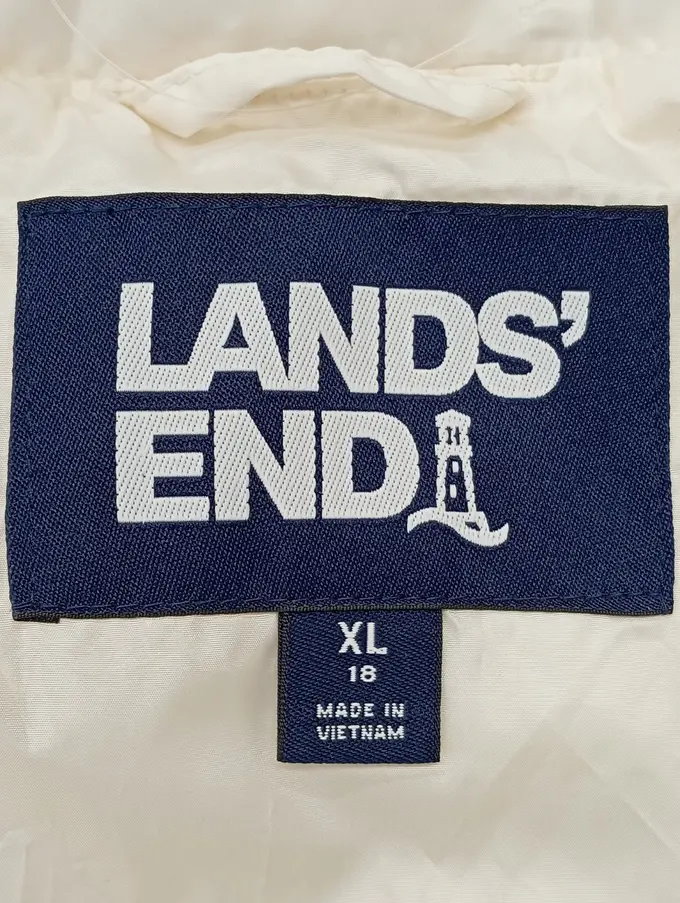 LANDS'
END
XL
18
MADE IN
VIETNAM